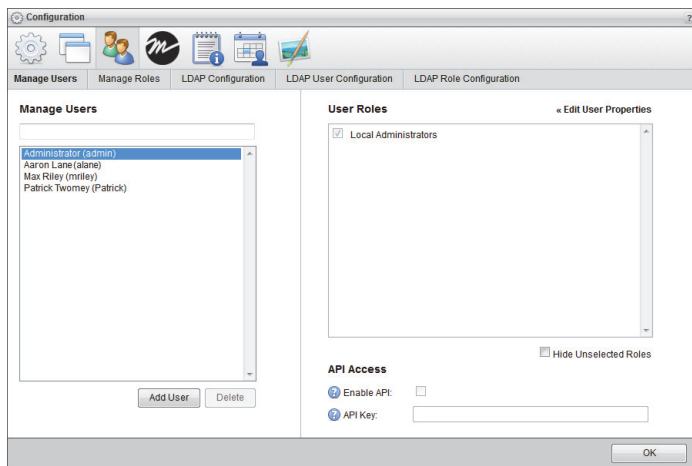 Configuration
?
Manage Users Manage Roles LDAP Configuration LDAP User Configuration LDAP Role Configuration
Manage Users
Administrator (admin)
Aaron Lane (alane)
Max Riley (mriley)
Patrick Twomey (Patrick)
Add User Delete
User Roles « Edit User Properties
Local Administrators
Hide Unselected Roles
API Access
? Enable API:
? API Key:
OK